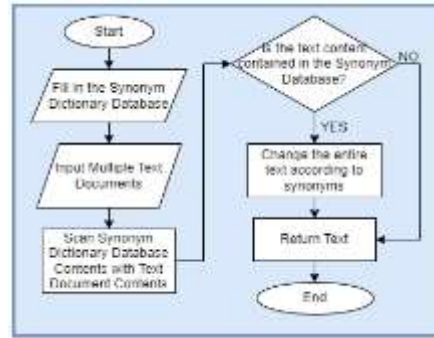 Start
Fill in the Synonym
Dictionary Database
Input Multiple Text
Documents
Scan Synonym
Dictionary Database
Contents with Text
Document Contents
Is the text content
contained in the Synonym
Database?
NO
YES
Change the entire
text according to
synonyms
Return Text
End